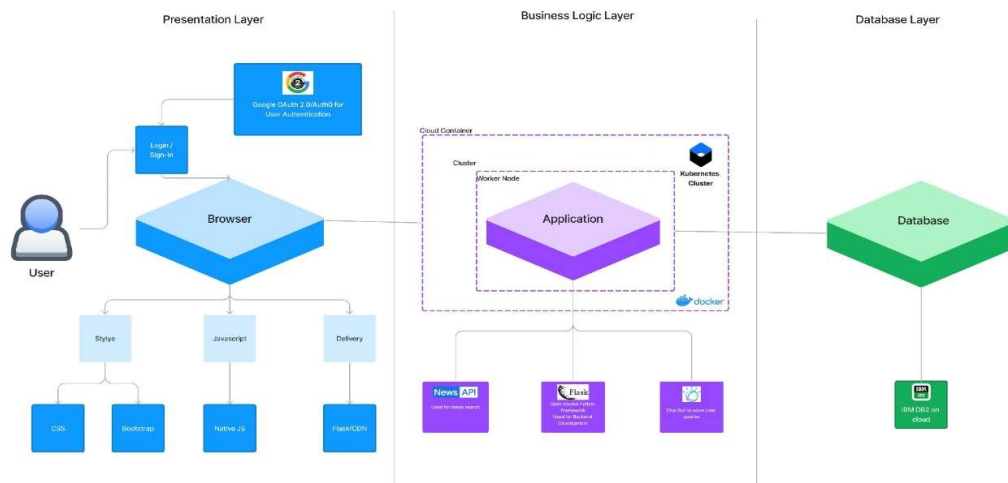 Presentation Layer
Business Logic Layer
Database Layer
Google OAuth 2.0/Auth0 for
User Authentication
Login /
Sign-in
Cloud Container
Cluster
Worker Node
Kubernetes
Cluster
Browser
Application
Database
User
docker
Styiye
Javascript
Delivery
CSS
Bootstrap
Native JS
Flask/CDN
News API
Used for News search
Flask
Open Source Python
Framework
Used for Backend
Development
Chat Bot to solve User
queries
IBM
DB2
IBM DB2 on
cloud